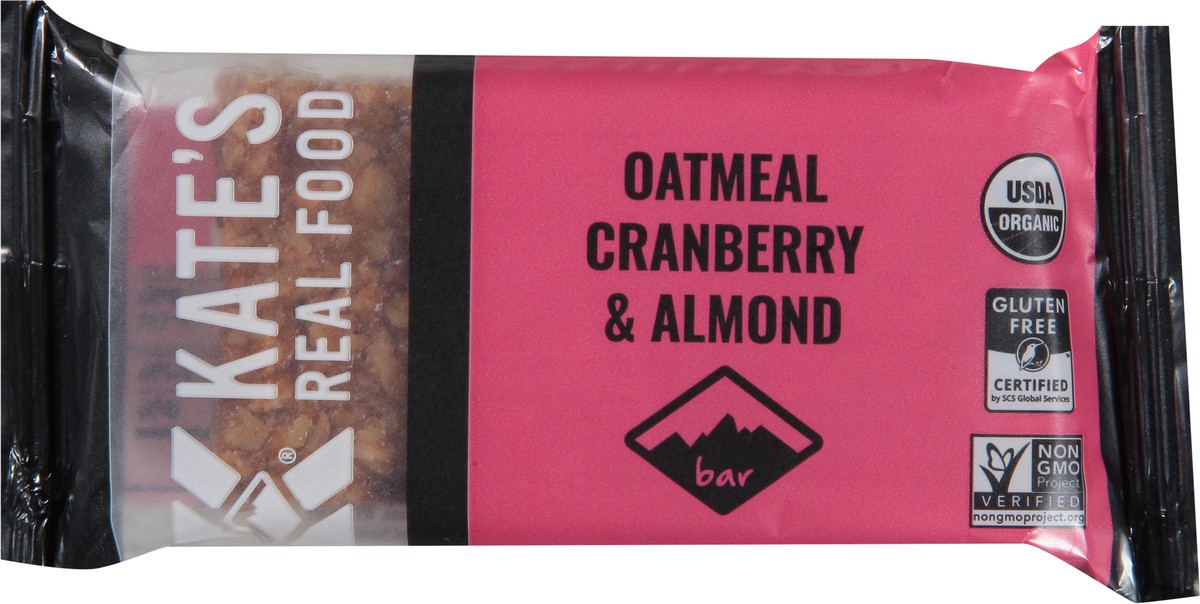 KATE'S
REAL FOOD
®
OATMEAL
CRANBERRY
& ALMOND
bar
USDA
ORGANIC
GLUTEN
FREE
™
CERTIFIED
by SCS Global Services
NON
GMO
Project
VERIFIED
nongmoproject.org